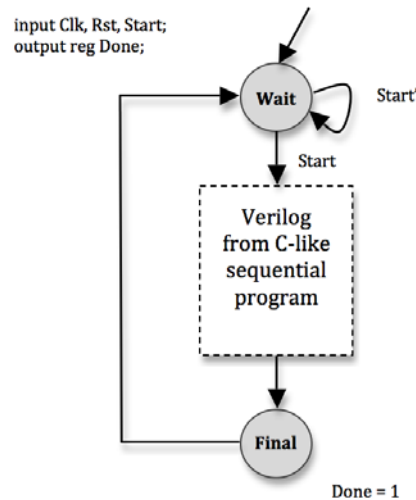 input Clk, Rst, Start;
output reg Done;
Wait
Start'
Start
Verilog
from C-like
sequential
program
Final
Done = 1